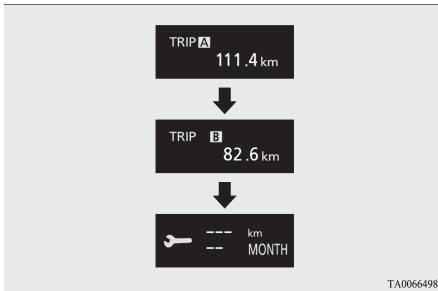 TRIP A
111.4 km
TRIP B
82.6 km
--- km
-- MONTH
TA0066498